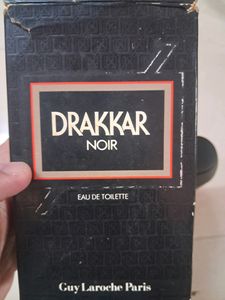 DRAKKAR
NOIR
EAU DE TOILETTE
Guy Laroche Paris